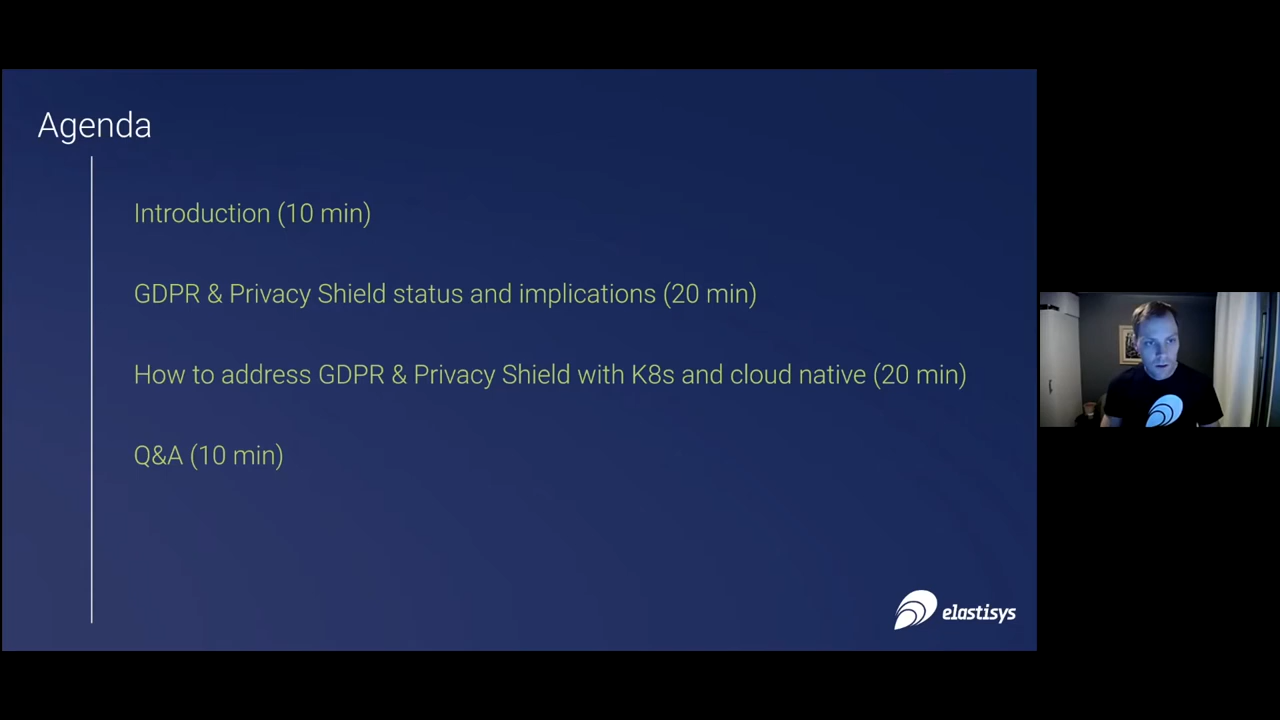 Agenda
Introduction (10 min)
GDPR & Privacy Shield status and implications (20 min)
How to address GDPR & Privacy Shield with K8s and cloud native (20 min)
Q&A (10 min)
elastisys